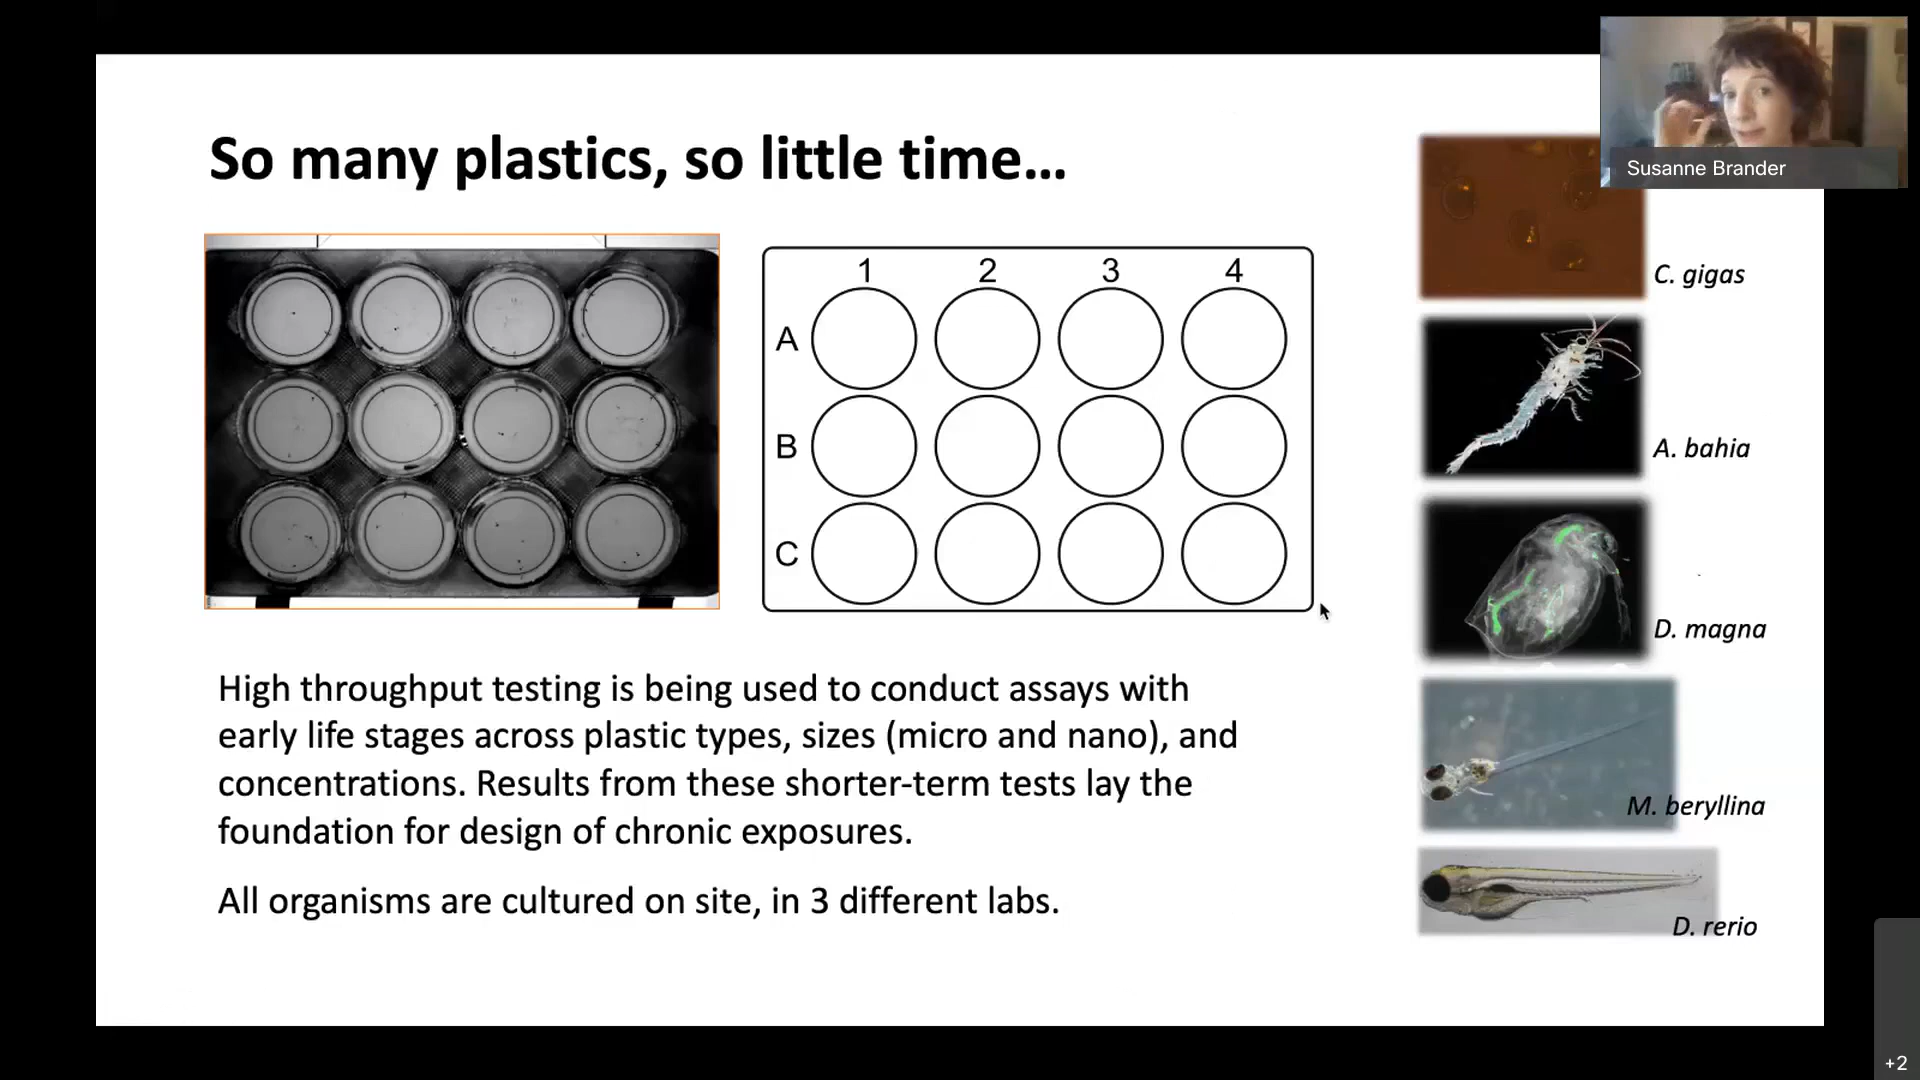 Susanne Brander
So many plastics, so little time...
1 2 3 4
A
B
C
C. gigas
A. bahia
D. magna
M. beryllina
D. rerio
High throughput testing is being used to conduct assays with
early life stages across plastic types, sizes (micro and nano), and
concentrations. Results from these shorter-term tests lay the
foundation for design of chronic exposures.
All organisms are cultured on site, in 3 different labs.
+2